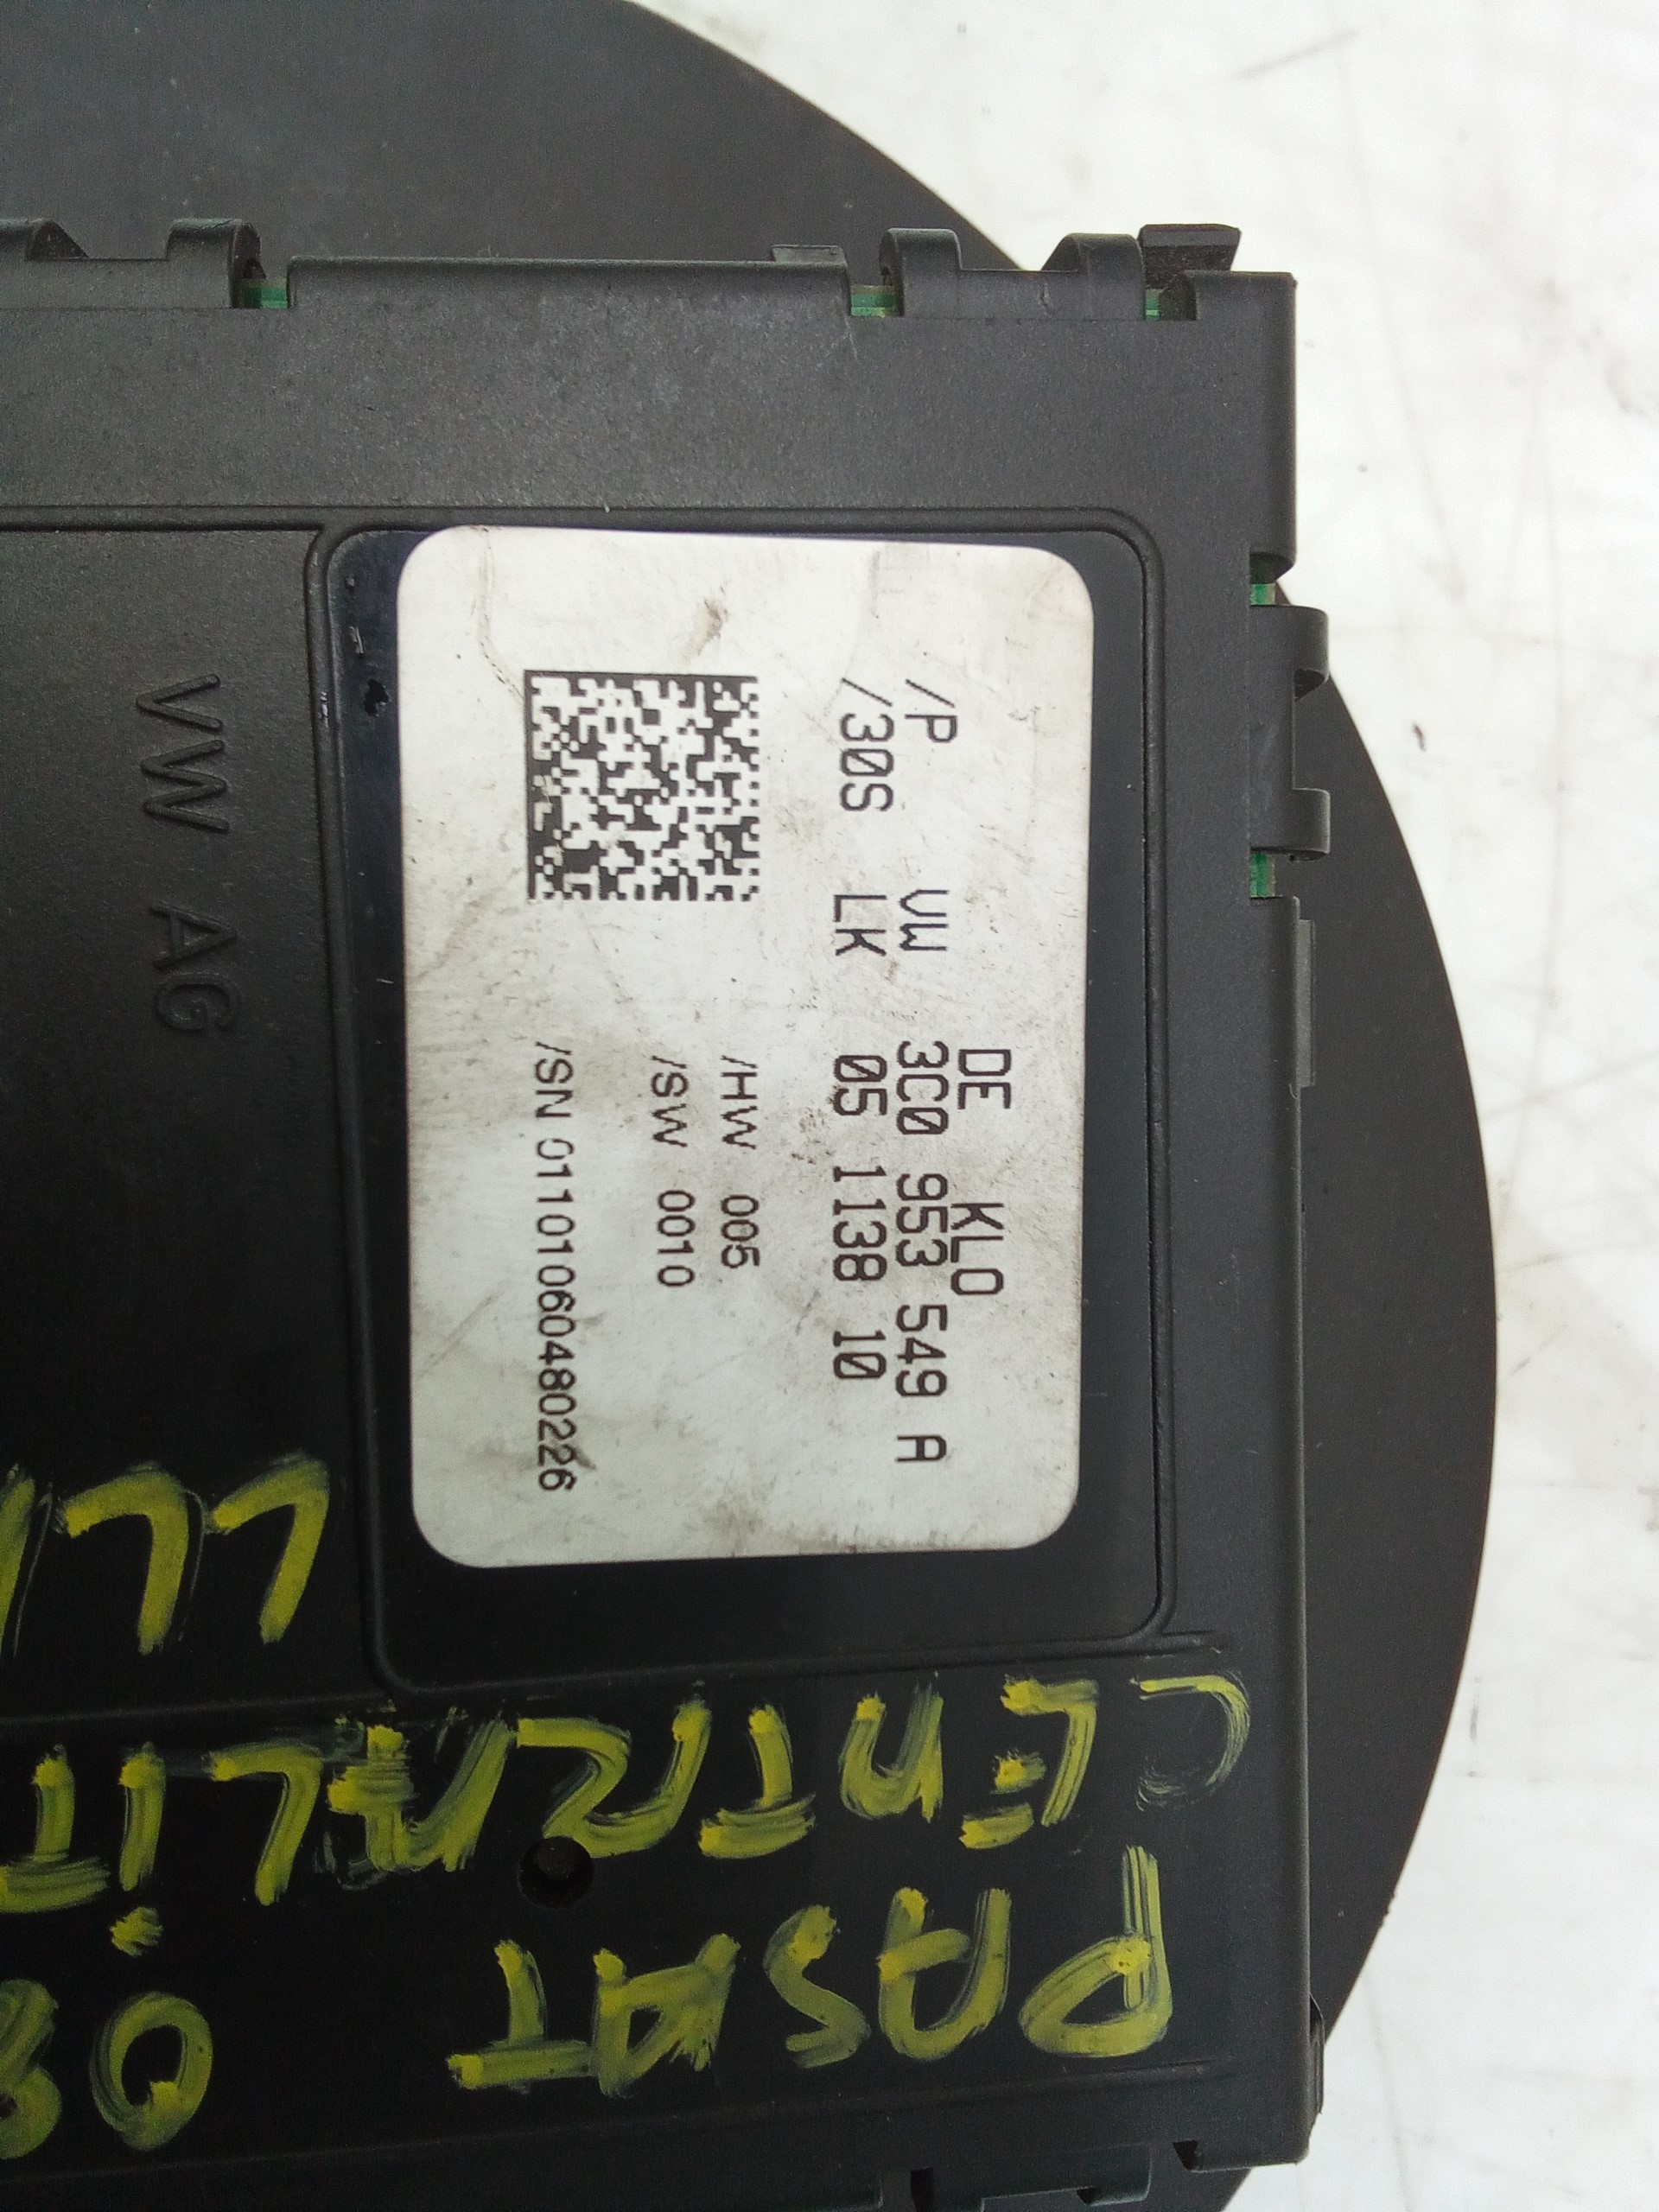 DE KLO
/P VW 3C0 953 549 A
/30S LK 05 1138 10
/HW 005
/SW 0010
/SN 01101060480226
VW AG
PASAT 08
CENTRALITA